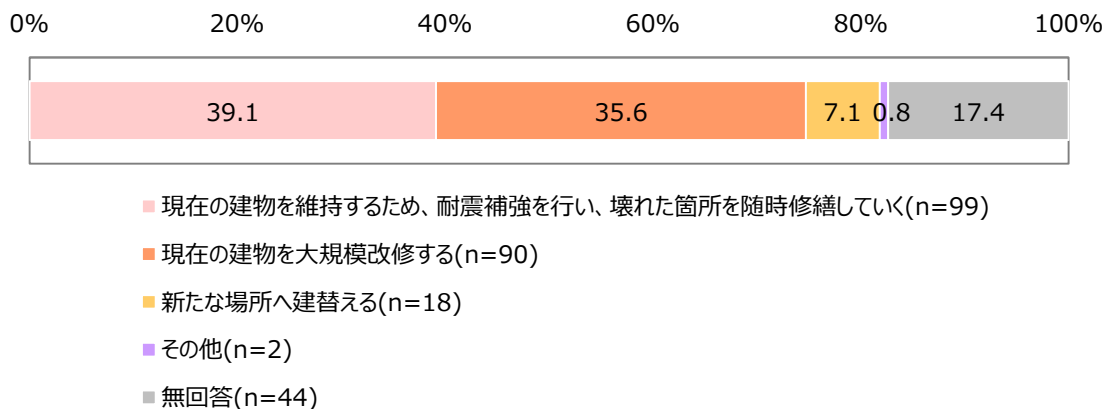 0% 20% 40% 60% 80% 100%
39.1 35.6 7.1 0.8 17.4
現在の建物を維持するため、耐震補強を行い、壊れた箇所を随時修繕していく(n=99)
現在の建物を大規模改修する(n=90)
新たな場所へ建替える(n=18)
その他(n=2)
無回答(n=44)